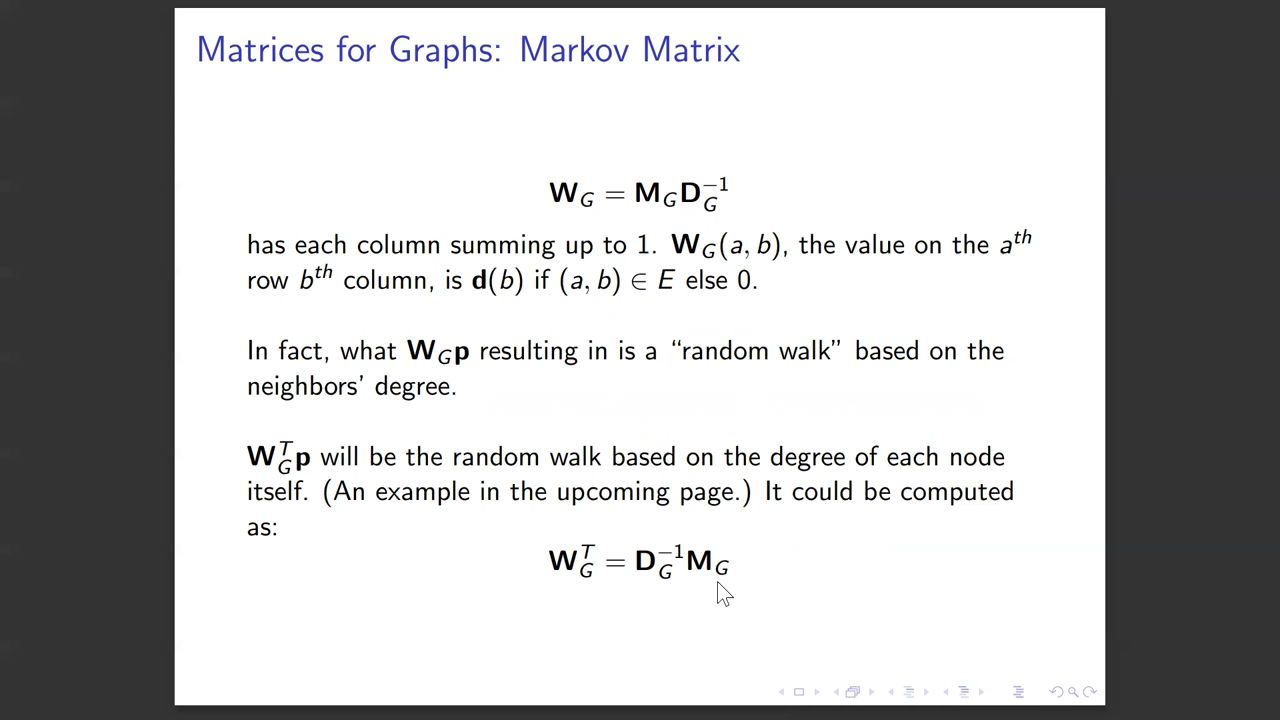 Matrices for Graphs: Markov Matrix
W_G = M_G D_G^{-1}
has each column summing up to 1. W_G(a, b), the value on the a^{th}
row b^{th} column, is d(b) if (a, b) ∈ E else 0.
In fact, what W_G p resulting in is a “random walk” based on the
neighbors’ degree.
W_G^T p will be the random walk based on the degree of each node
itself. (An example in the upcoming page.) It could be computed
as:
W_G^T = D_G^{-1} M_G